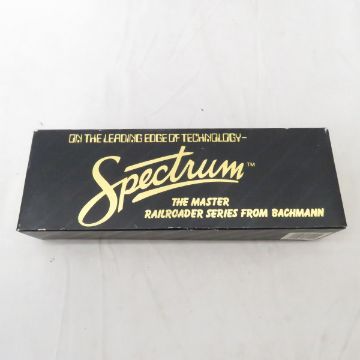 ON THE LEADING EDGE OF TECHNOLOGY-
Spectrum™
THE MASTER
RAILROADER SERIES FROM BACHMANN